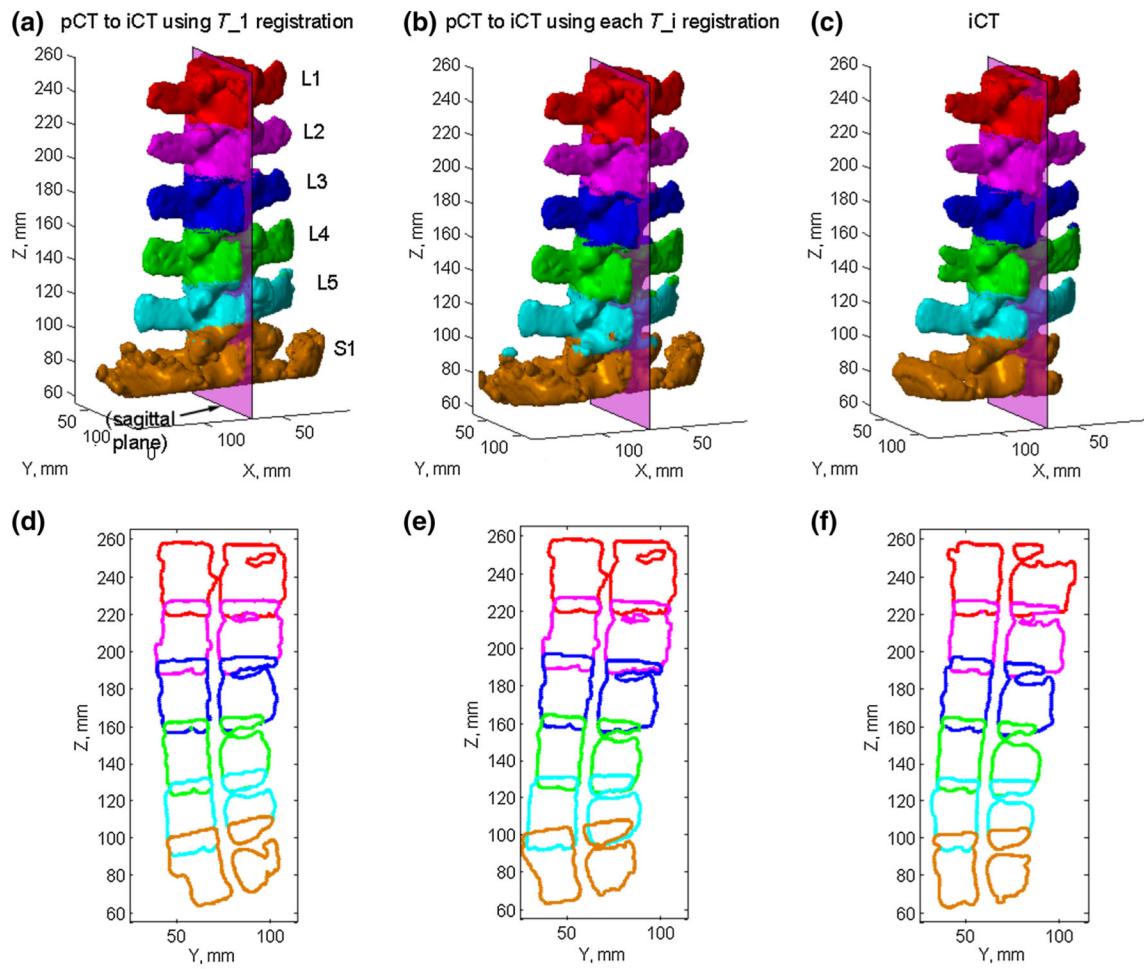 (a) pCT to iCT using T_1 registration
(b) pCT to iCT using each T_i registration
(c) iCT
260
240
220
200
180
160
140
120
100
80
60
Z, mm
L1
L2
L3
L4
L5
S1
(sagittal
plane)
50
100
0
100
50
Y, mm
X, mm
260
240
220
200
180
160
140
120
100
80
60
Z, mm
50
100
100
50
Y, mm
X, mm
260
240
220
200
180
160
140
120
100
80
60
Z, mm
50
100
100
50
Y, mm
X, mm
(d)
260
240
220
200
180
160
140
120
100
80
60
Z, mm
50
100
Y, mm
(e)
260
240
220
200
180
160
140
120
100
80
60
Z, mm
50
100
Y, mm
(f)
260
240
220
200
180
160
140
120
100
80
60
Z, mm
50
100
Y, mm